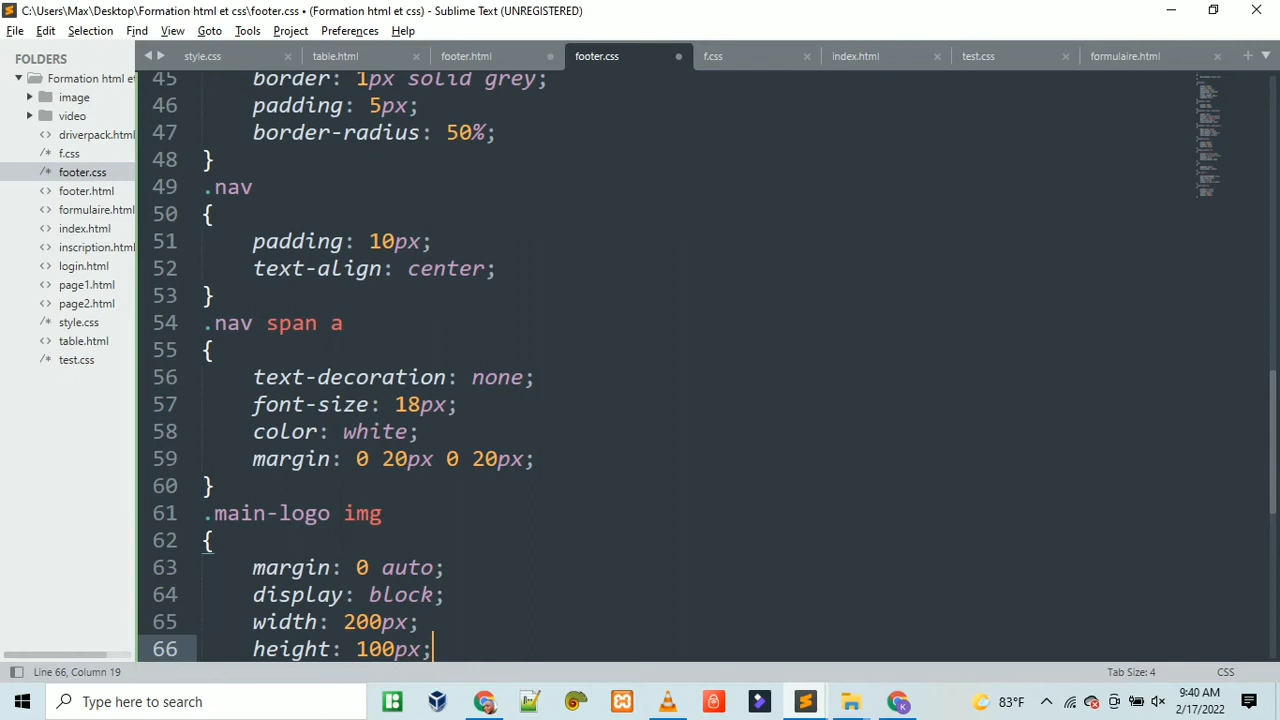 C:\Users\Max\Desktop\Formation html et css\footer.css • (Formation html et css) - Sublime Text (UNREGISTERED)
File Edit Selection Find View Goto Tools Project Preferences Help
FOLDERS
Formation html et
image
video
driverpack.html
f.css
footer.css
footer.html
formulaire.html
index.html
inscription.html
login.html
page1.html
page2.html
style.css
table.html
test.css
style.css table.html footer.html footer.css f.css index.html test.css formulaire.html
45 border: 1px solid grey;
46 padding: 5px;
47 border-radius: 50%;
48 }
49 .nav
50 {
51 padding: 10px;
52 text-align: center;
53 }
54 .nav span a
55 {
56 text-decoration: none;
57 font-size: 18px;
58 color: white;
59 margin: 0 20px 0 20px;
60 }
61 .main-logo img
62 {
63 margin: 0 auto;
64 display: block;
65 width: 200px;
66 height: 100px;
Line 66, Column 19 Tab Size: 4 CSS
Type here to search
83°F
9:40 AM
2/17/2022